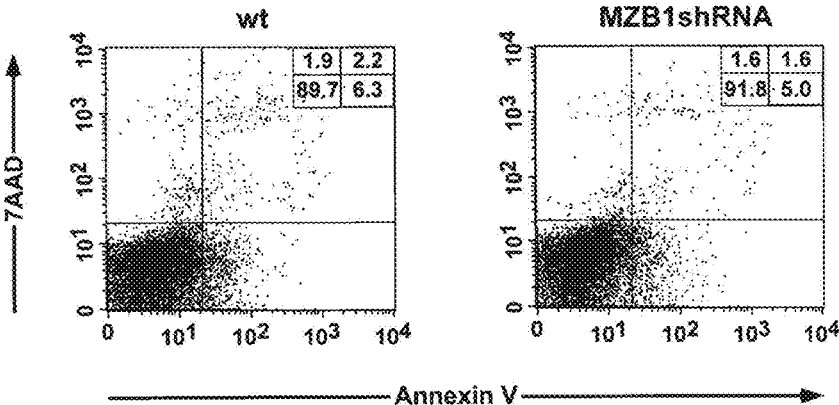 wt
MZB1shRNA
7AAD
10⁴
10³
10²
10¹
0
1.9 2.2
89.7 6.3
0 10¹ 10² 10³ 10⁴
10⁴
10³
10²
10¹
0
1.6 1.6
91.8 5.0
0 10¹ 10² 10³ 10⁴
Annexin V